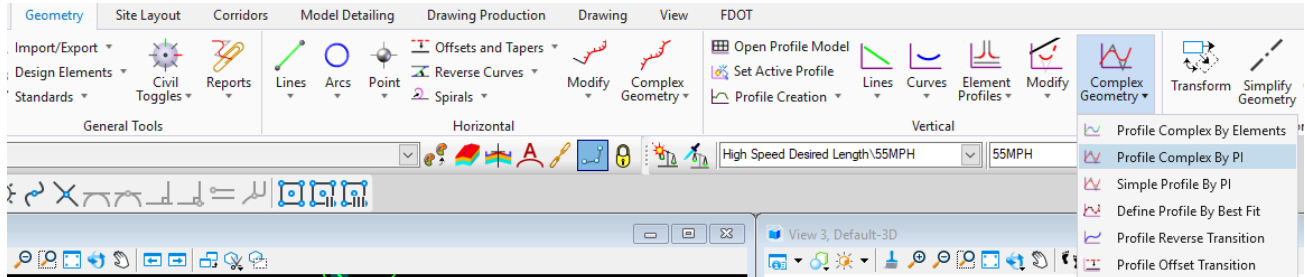 Geometry Site Layout Corridors Model Detailing Drawing Production Drawing View FDOT
Import/Export
Design Elements
Standards
Civil Toggles
Reports
General Tools
Lines
Arcs
Point
Offsets and Tapers
Reverse Curves
Spirals
Modify
Complex Geometry
Horizontal
Open Profile Model
Set Active Profile
Profile Creation
Lines
Curves
Element Profiles
Modify
Complex Geometry
Vertical
Transform
Simplify Geometry
High Speed Desired Length\55MPH
55MPH
Profile Complex By Elements
Profile Complex By PI
Simple Profile By PI
Define Profile By Best Fit
Profile Reverse Transition
Profile Offset Transition
View 3, Default-3D